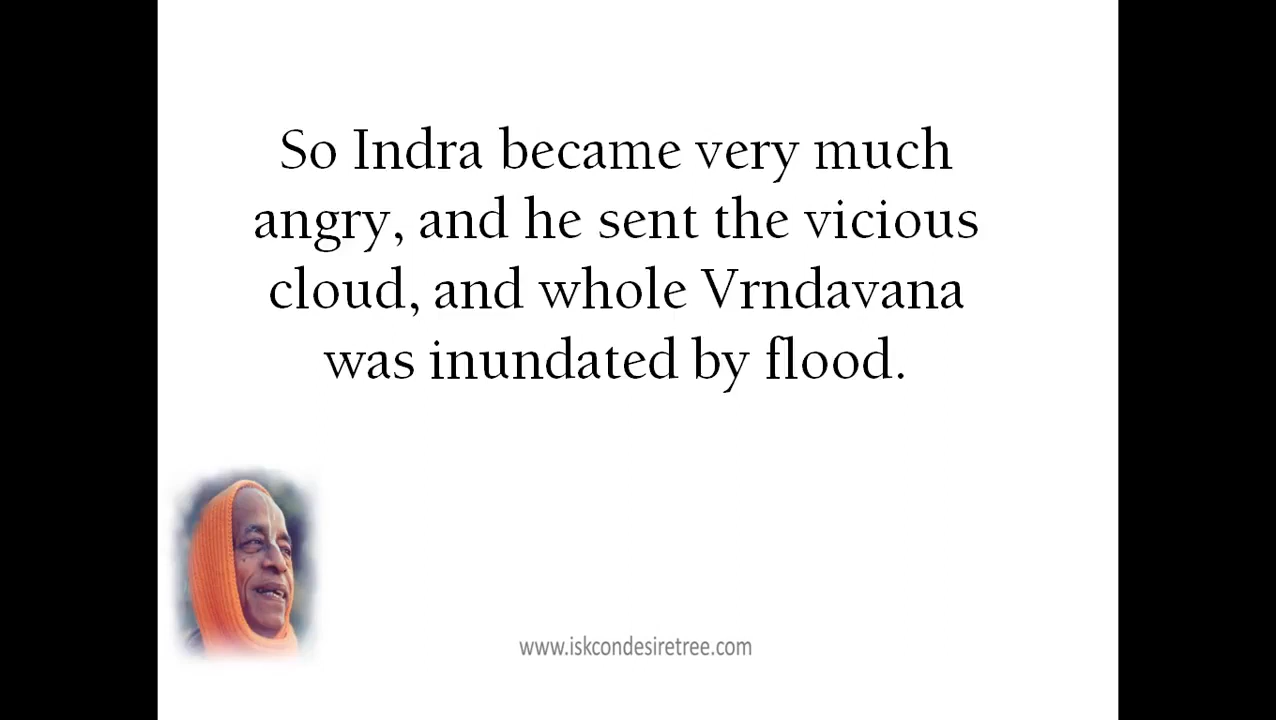 So Indra became very much
angry, and he sent the vicious
cloud, and whole Vrndavana
was inundated by flood.
www.iskcondesiretree.com